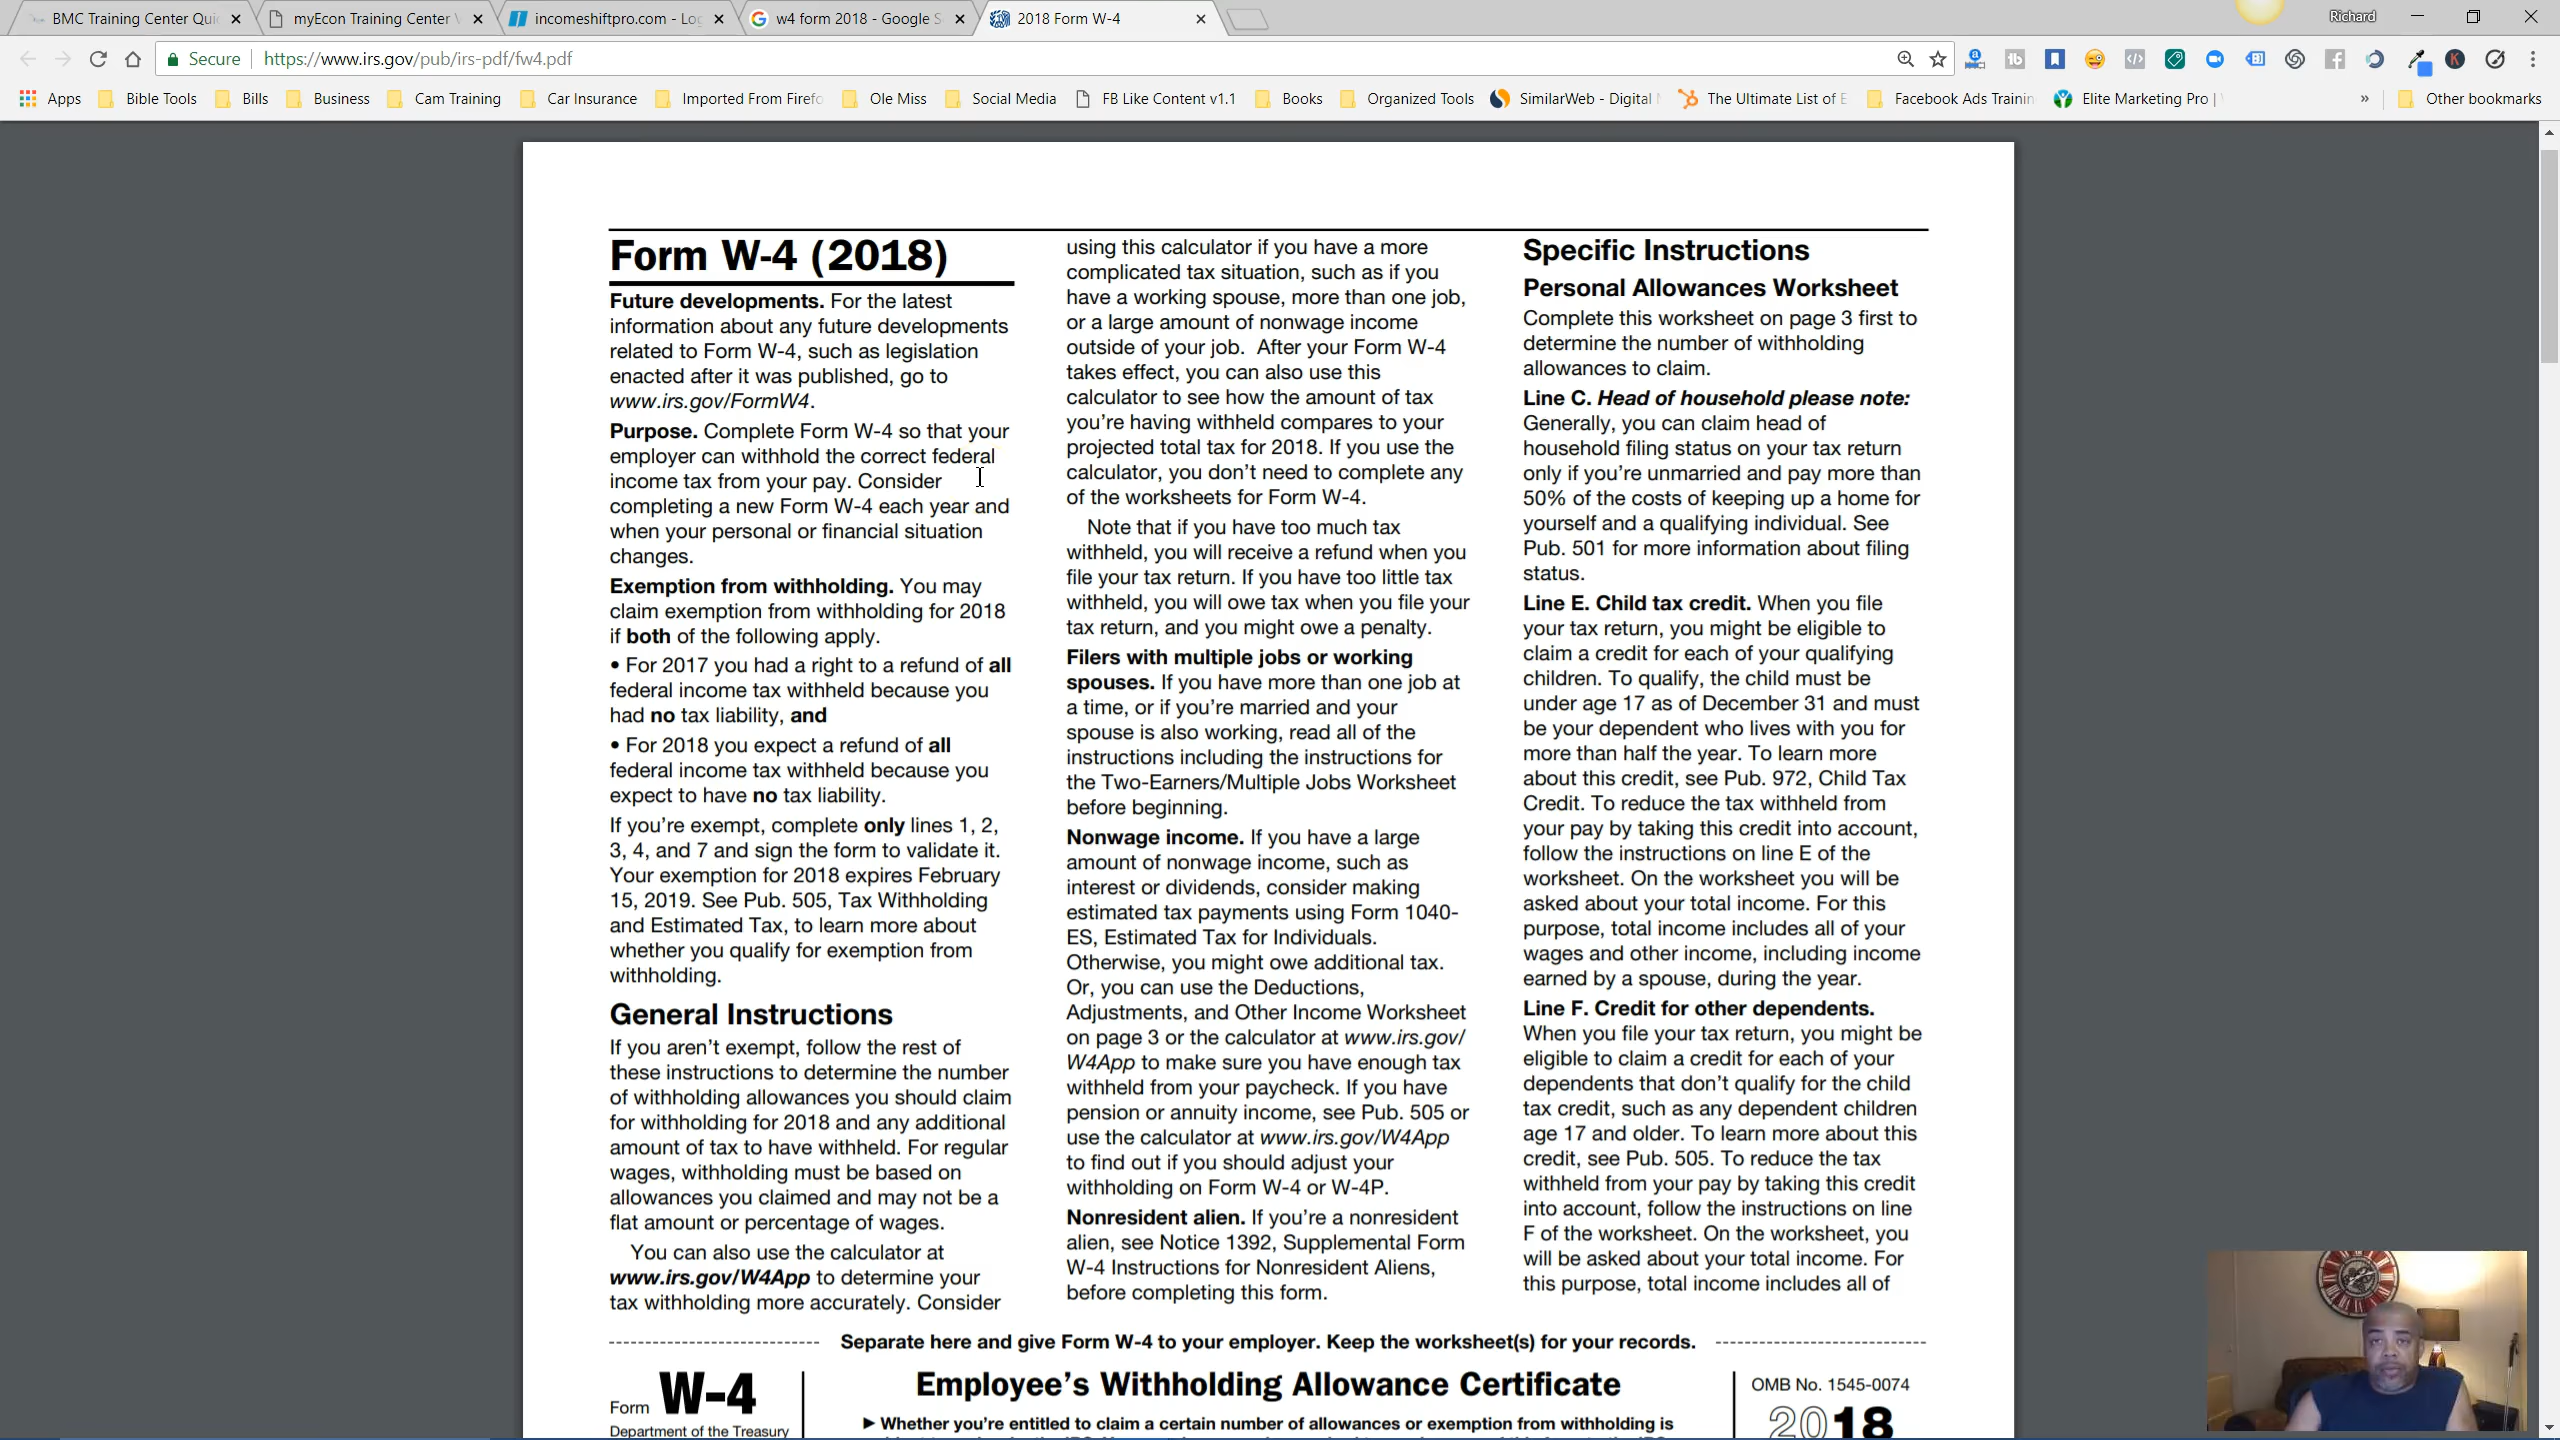 BMC Training Center Qui
myEcon Training Center
incomeshiftpro.com - Log
w4 form 2018 - Google S
2018 Form W-4
Richard
Secure
https://www.irs.gov/pub/irs-pdf/fw4.pdf
Apps
Bible Tools
Bills
Business
Cam Training
Car Insurance
Imported From Firefo
Ole Miss
Social Media
FB Like Content v1.1
Books
Organized Tools
SimilarWeb - Digital
The Ultimate List of E
Facebook Ads Trainin
Elite Marketing Pro |
»
Other bookmarks
Form W-4 (2018)
Future developments. For the latest
information about any future developments
related to Form W-4, such as legislation
enacted after it was published, go to
www.irs.gov/FormW4.
Purpose. Complete Form W-4 so that your
employer can withhold the correct federal
income tax from your pay. Consider
completing a new Form W-4 each year and
when your personal or financial situation
changes.
Exemption from withholding. You may
claim exemption from withholding for 2018
if both of the following apply.
• For 2017 you had a right to a refund of all
federal income tax withheld because you
had no tax liability, and
• For 2018 you expect a refund of all
federal income tax withheld because you
expect to have no tax liability.
If you’re exempt, complete only lines 1, 2,
3, 4, and 7 and sign the form to validate it.
Your exemption for 2018 expires February
15, 2019. See Pub. 505, Tax Withholding
and Estimated Tax, to learn more about
whether you qualify for exemption from
withholding.
General Instructions
If you aren’t exempt, follow the rest of
these instructions to determine the number
of withholding allowances you should claim
for withholding for 2018 and any additional
amount of tax to have withheld. For regular
wages, withholding must be based on
allowances you claimed and may not be a
flat amount or percentage of wages.
You can also use the calculator at
www.irs.gov/W4App to determine your
tax withholding more accurately. Consider
using this calculator if you have a more
complicated tax situation, such as if you
have a working spouse, more than one job,
or a large amount of nonwage income
outside of your job. After your Form W-4
takes effect, you can also use this
calculator to see how the amount of tax
you’re having withheld compares to your
projected total tax for 2018. If you use the
calculator, you don’t need to complete any
of the worksheets for Form W-4.
Note that if you have too much tax
withheld, you will receive a refund when you
file your tax return. If you have too little tax
withheld, you will owe tax when you file your
tax return, and you might owe a penalty.
Filers with multiple jobs or working
spouses. If you have more than one job at
a time, or if you’re married and your
spouse is also working, read all of the
instructions including the instructions for
the Two-Earners/Multiple Jobs Worksheet
before beginning.
Nonwage income. If you have a large
amount of nonwage income, such as
interest or dividends, consider making
estimated tax payments using Form 1040-
ES, Estimated Tax for Individuals.
Otherwise, you might owe additional tax.
Or, you can use the Deductions,
Adjustments, and Other Income Worksheet
on page 3 or the calculator at www.irs.gov/
W4App to make sure you have enough tax
withheld from your paycheck. If you have
pension or annuity income, see Pub. 505 or
use the calculator at www.irs.gov/W4App
to find out if you should adjust your
withholding on Form W-4 or W-4P.
Nonresident alien. If you’re a nonresident
alien, see Notice 1392, Supplemental Form
W-4 Instructions for Nonresident Aliens,
before completing this form.
Specific Instructions
Personal Allowances Worksheet
Complete this worksheet on page 3 first to
determine the number of withholding
allowances to claim.
Line C. Head of household please note:
Generally, you can claim head of
household filing status on your tax return
only if you’re unmarried and pay more than
50% of the costs of keeping up a home for
yourself and a qualifying individual. See
Pub. 501 for more information about filing
status.
Line E. Child tax credit. When you file
your tax return, you might be eligible to
claim a credit for each of your qualifying
children. To qualify, the child must be
under age 17 as of December 31 and must
be your dependent who lives with you for
more than half the year. To learn more
about this credit, see Pub. 972, Child Tax
Credit. To reduce the tax withheld from
your pay by taking this credit into account,
follow the instructions on line E of the
worksheet. On the worksheet you will be
asked about your total income. For this
purpose, total income includes all of your
wages and other income, including income
earned by a spouse, during the year.
Line F. Credit for other dependents.
When you file your tax return, you might be
eligible to claim a credit for each of your
dependents that don’t qualify for the child
tax credit, such as any dependent children
age 17 and older. To learn more about this
credit, see Pub. 505. To reduce the tax
withheld from your pay by taking this credit
into account, follow the instructions on line
F of the worksheet. On the worksheet, you
will be asked about your total income. For
this purpose, total income includes all of
Separate here and give Form W-4 to your employer. Keep the worksheet(s) for your records.
Form W-4
Department of the Treasury
Employee’s Withholding Allowance Certificate
▶ Whether you’re entitled to claim a certain number of allowances or exemption from withholding is
OMB No. 1545-0074
2018